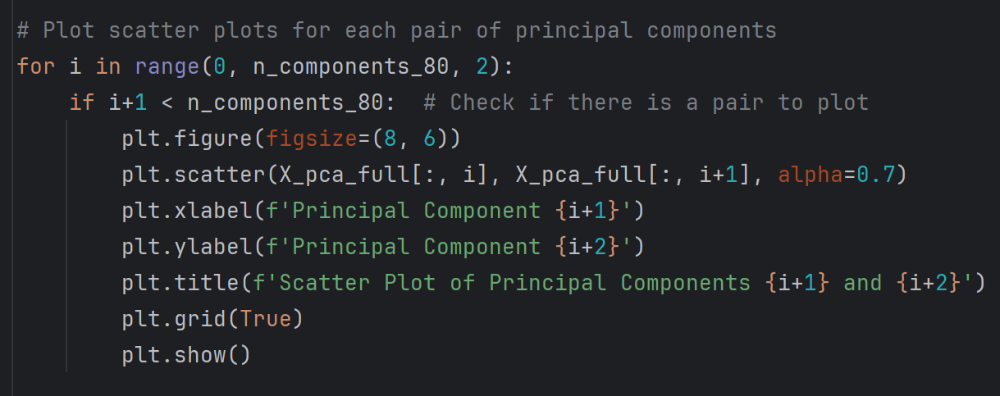 # Plot scatter plots for each pair of principal components
for i in range(0, n_components_80, 2):
    if i+1 < n_components_80:  # Check if there is a pair to plot
        plt.figure(figsize=(8, 6))
        plt.scatter(X_pca_full[:, i], X_pca_full[:, i+1], alpha=0.7)
        plt.xlabel(f'Principal Component {i+1}')
        plt.ylabel(f'Principal Component {i+2}')
        plt.title(f'Scatter Plot of Principal Components {i+1} and {i+2}')
        plt.grid(True)
        plt.show()